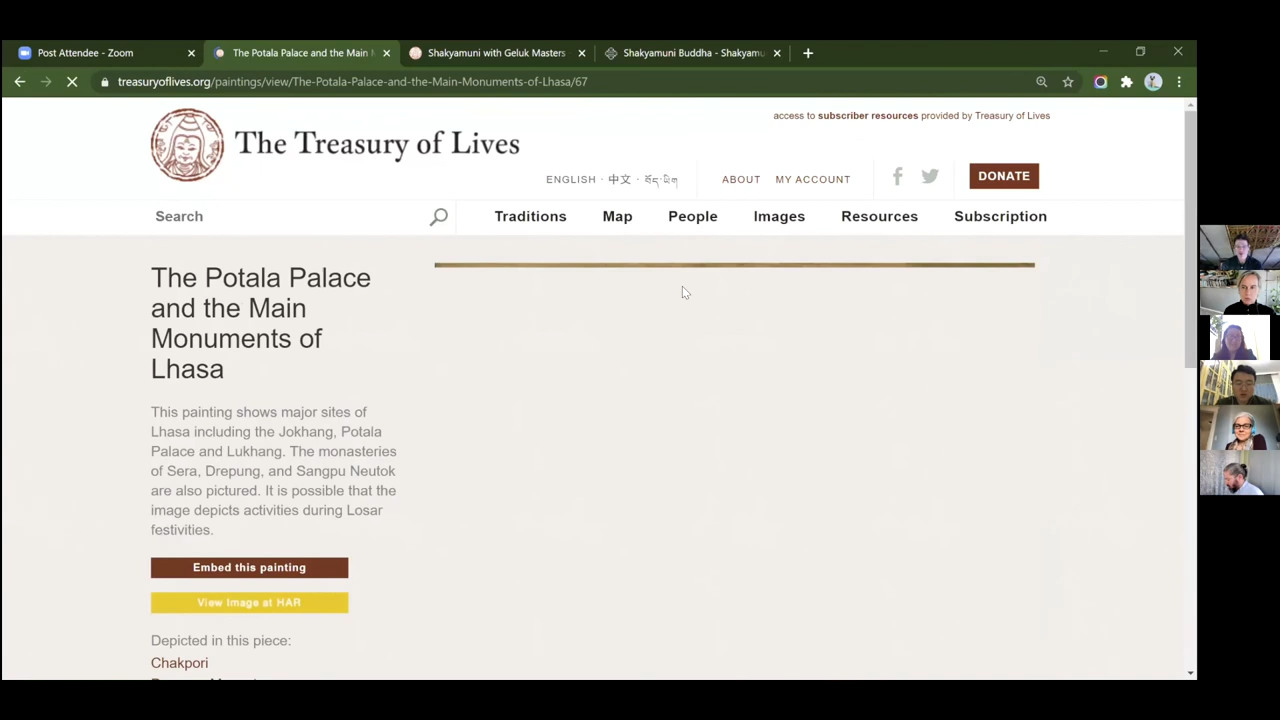 Post Attendee - Zoom
The Potala Palace and the Main M
Shakyamuni with Geluk Masters
Shakyamuni Buddha - Shakyamu
treasuryoflives.org/paintings/view/The-Potala-Palace-and-the-Main-Monuments-of-Lhasa/67
access to subscriber resources provided by Treasury of Lives
The Treasury of Lives
ENGLISH · 中文 · བོད་ཡིག
ABOUT MY ACCOUNT
DONATE
Search
Traditions Map People Images Resources Subscription
The Potala Palace
and the Main
Monuments of
Lhasa
This painting shows major sites of
Lhasa including the Jokhang, Potala
Palace and Lukhang. The monasteries
of Sera, Drepung, and Sangpu Neutok
are also pictured. It is possible that the
image depicts activities during Losar
festivities.
Embed this painting
View Image at HAR
Depicted in this piece:
Chakpori